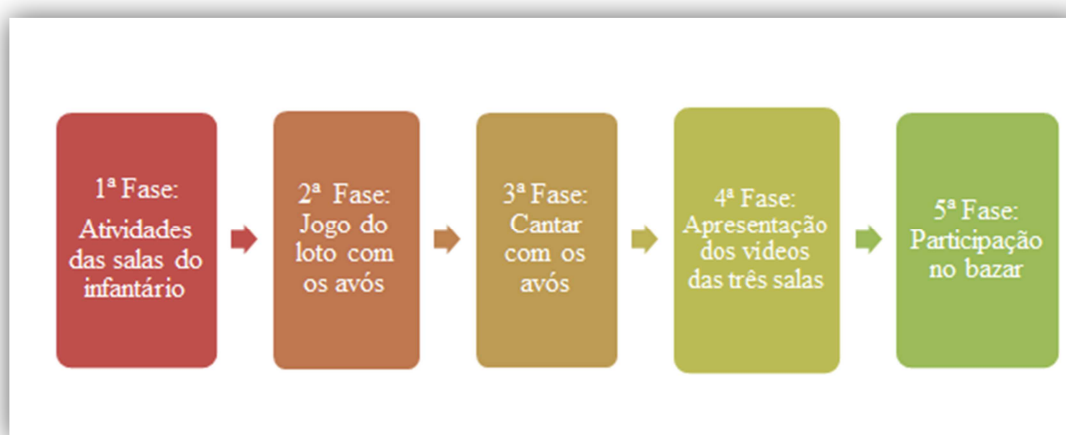 1ª Fase:
Atividades
das salas do
infantário
2ª Fase:
Jogo do
loto com
os avós
3ª Fase:
Cantar
com os
avós
4ª Fase:
Apresentação
dos vídeos
das três salas
5ª Fase:
Participação
no bazar